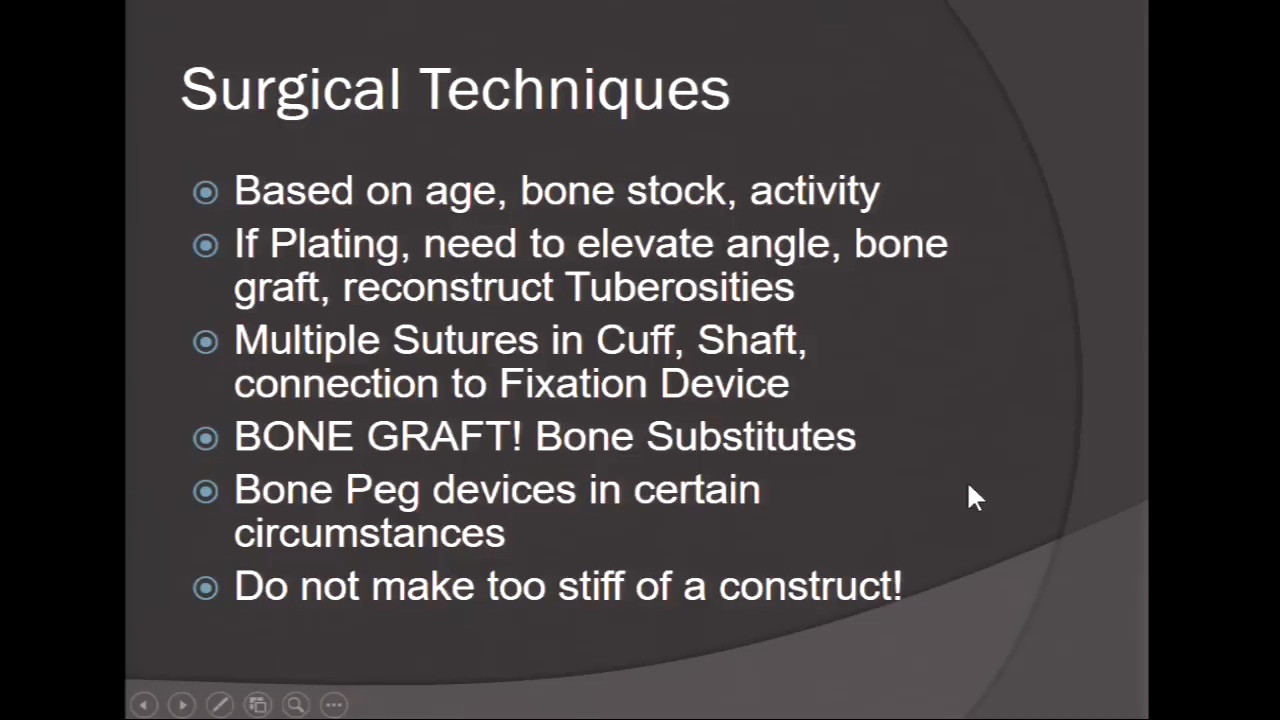 Surgical Techniques
Based on age, bone stock, activity
If Plating, need to elevate angle, bone
graft, reconstruct Tuberosities
Multiple Sutures in Cuff, Shaft,
connection to Fixation Device
BONE GRAFT! Bone Substitutes
Bone Peg devices in certain
circumstances
Do not make too stiff of a construct!